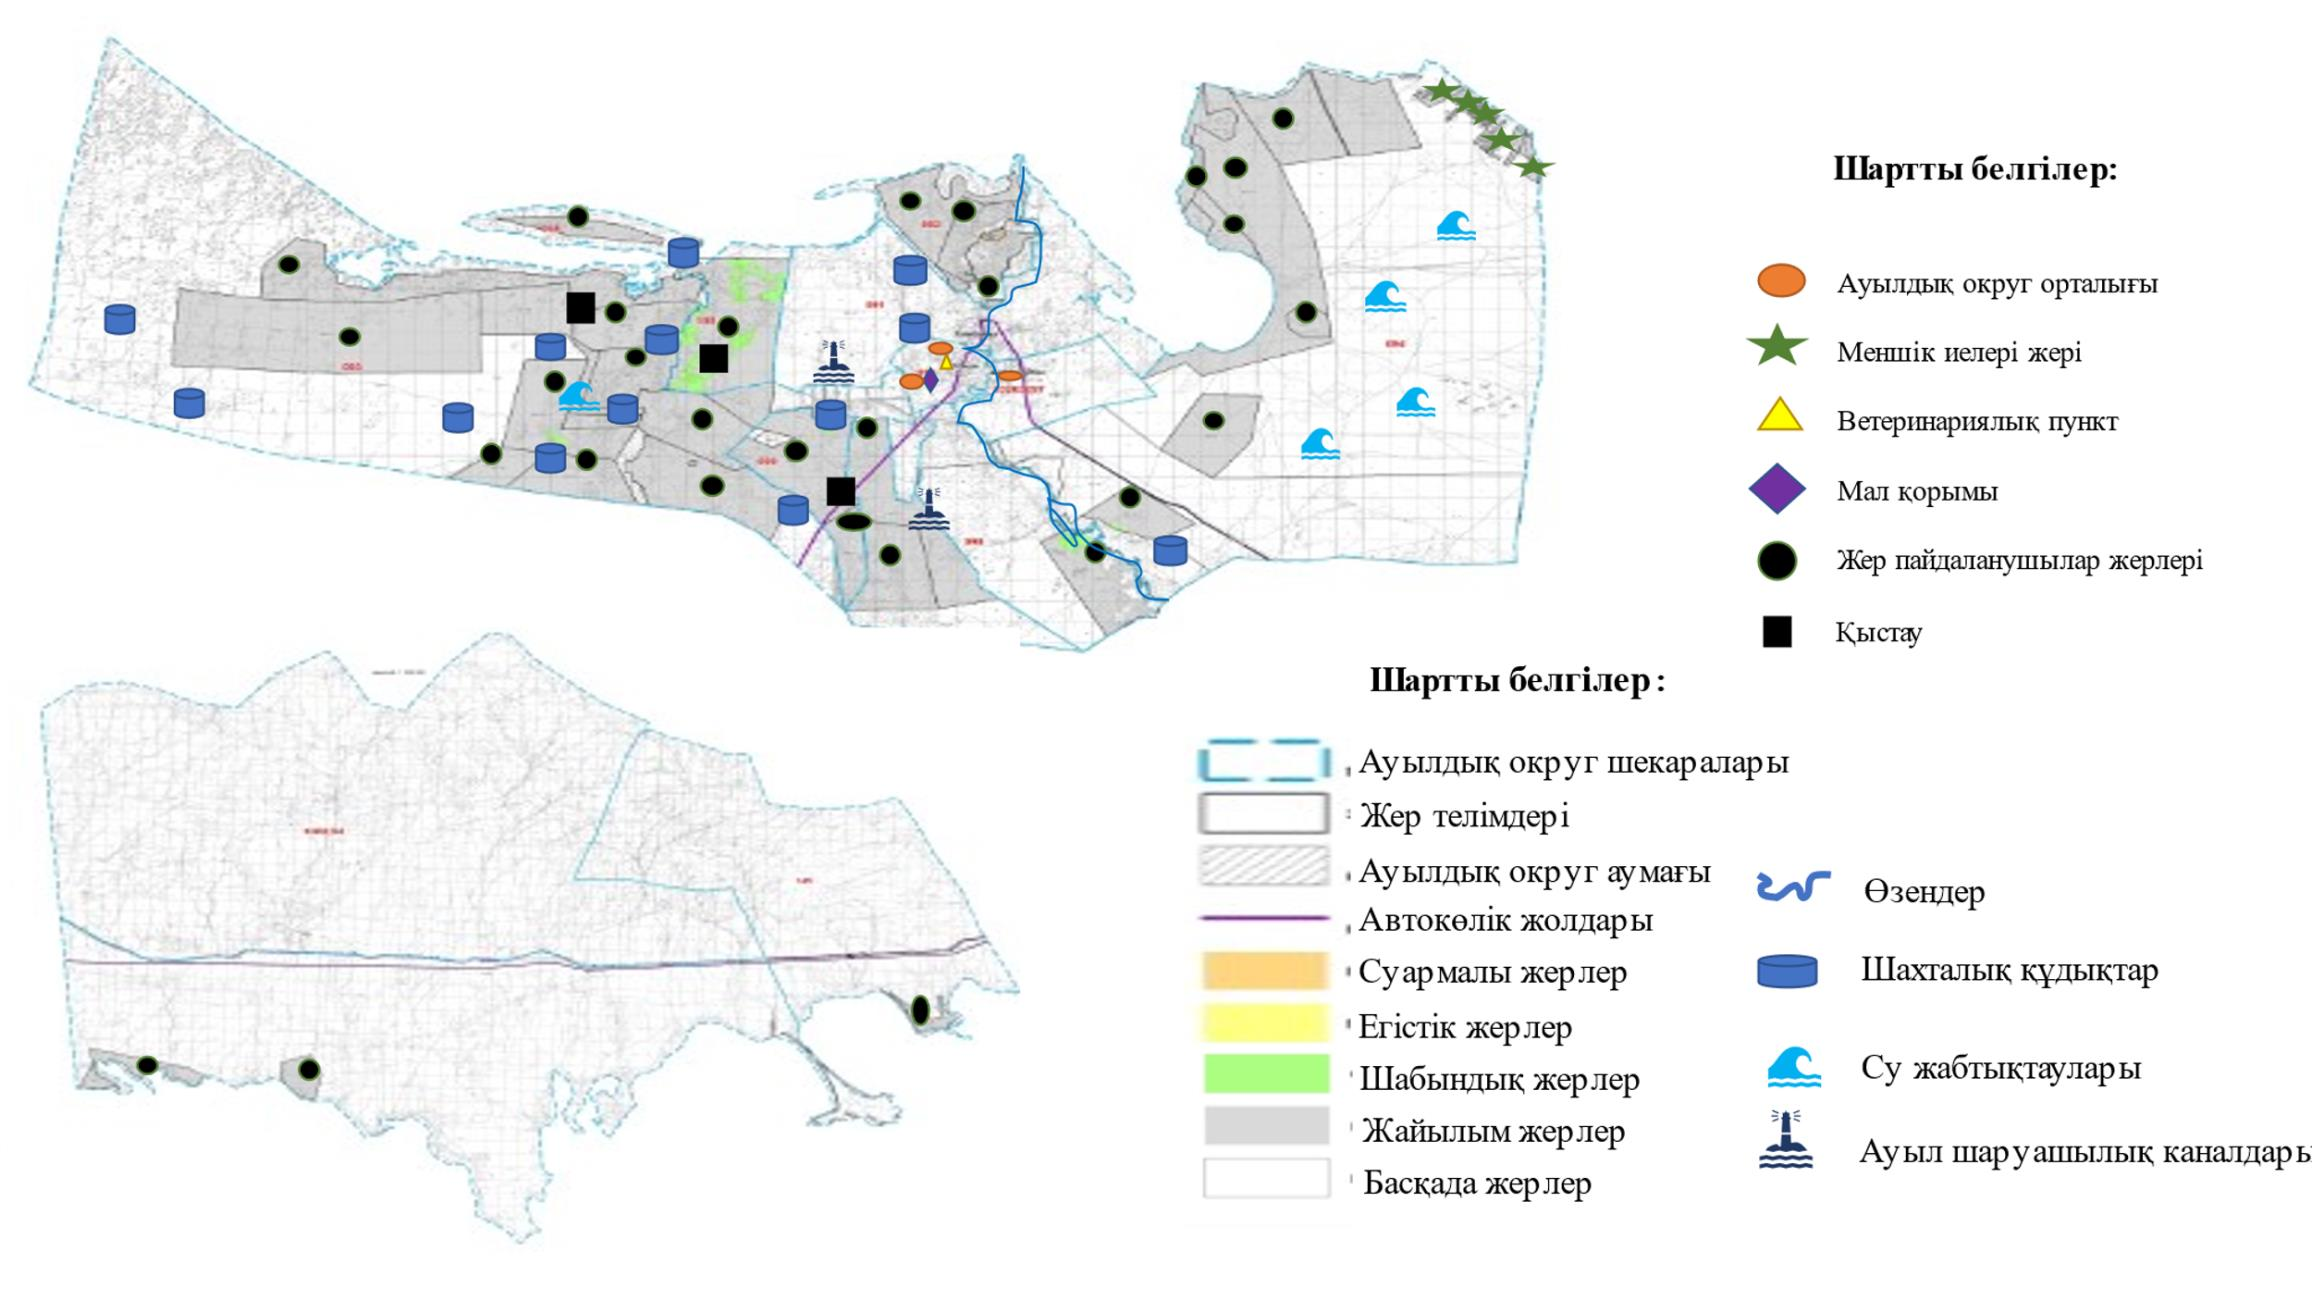 Шартты белгілер:
Ауылдық округ орталығы
Меншік иелері жері
Ветеринариялық пункт
Мал қорымы
Жер пайдаланушылар жерлері
Қыстау
Шартты белгілер:
Ауылдық округ шекаралары
Жер телімдері
Ауылдық округ аумағы
Автокөлік жолдары
Суармалы жерлер
Егістік жерлер
Шабындық жерлер
Жайылым жерлер
Басқада жерлер
Өзендер
Шахталық құдықтар
Су жабтықтаулары
Ауыл шаруашылық каналдары